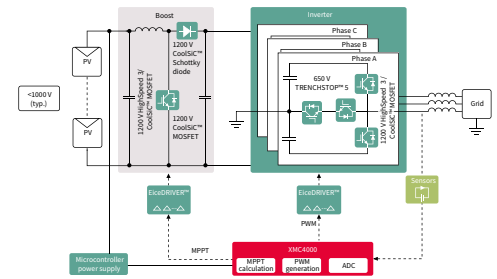 Boost
Inverter
Phase C
Phase B
Phase A
PV
PV
<1000 V
(typ.)
1200 V HighSpeed 3/
CoolSiC™ MOSFET
1200 V
CoolSiC™
Schottky
diode
1200 V
CoolSiC™
MOSFET
650 V
TRENCHSTOP™ 5
1200 V HighSpeed 3 /
CoolSiC™ MOSFET
Grid
Sensors
EiceDRIVER™
EiceDRIVER™
MPPT
PWM
Microcontroller
power supply
XMC4000
MPPT
calculation
PWM
generation
ADC